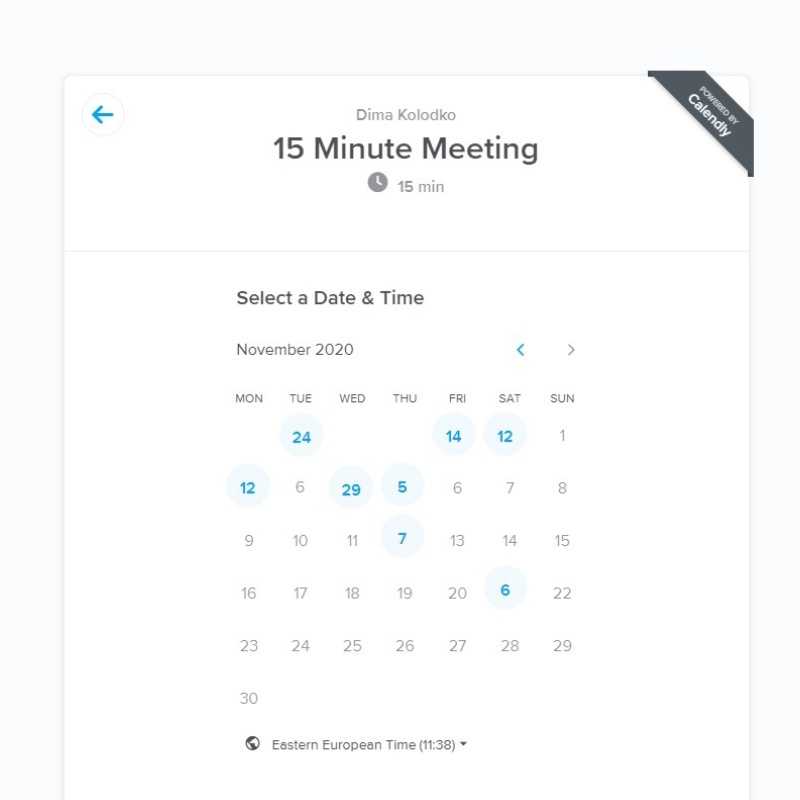 POWERED BY
Calendly
Dima Kolodko
15 Minute Meeting
15 min
Select a Date & Time
November 2020
MON TUE WED THU FRI SAT SUN
24 14 12 1
12 6 29 5 6 7 8
9 10 11 7 13 14 15
16 17 18 19 20 6 22
23 24 25 26 27 28 29
30
Eastern European Time (11:38)